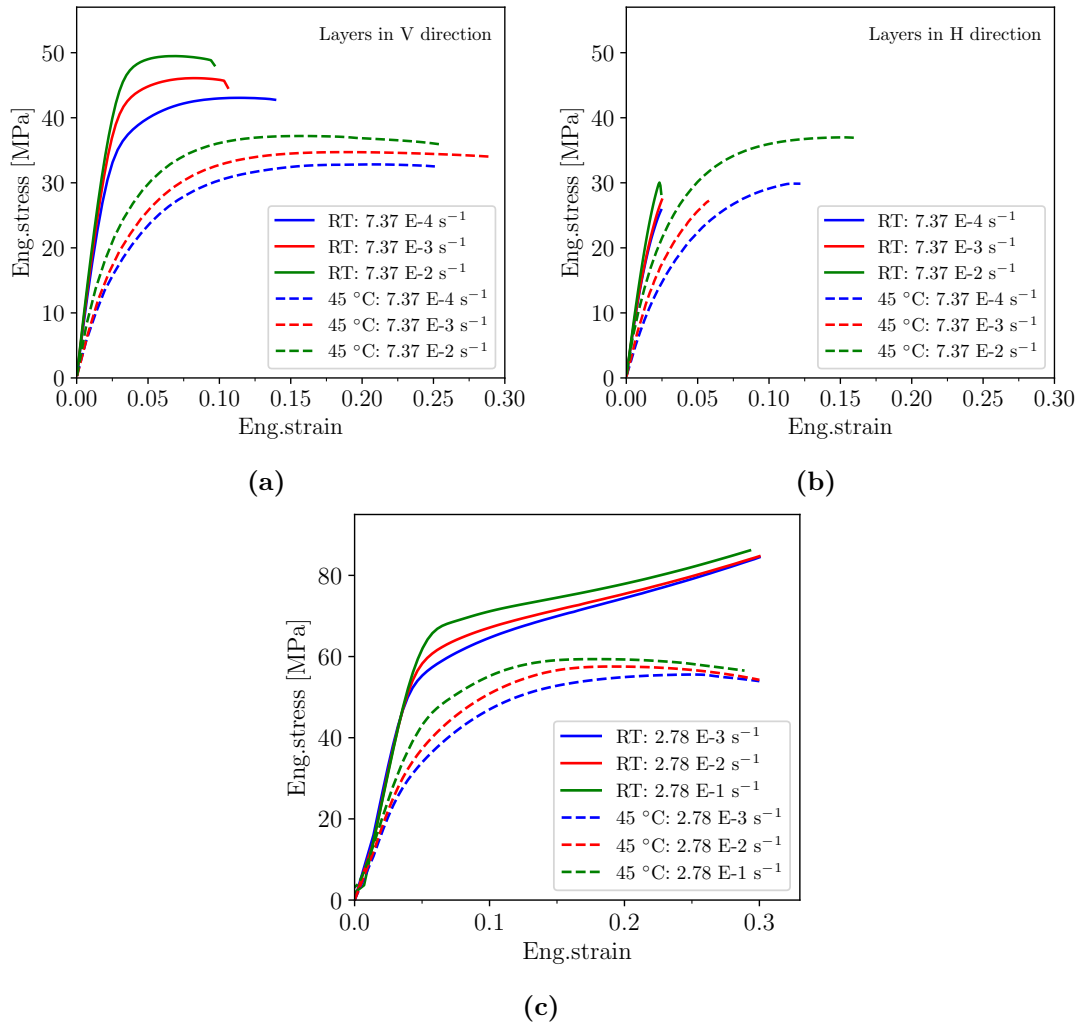 Layers in V direction
Eng.stress [MPa]
50
40
30
20
10
0
RT: 7.37 E-4 s⁻¹
RT: 7.37 E-3 s⁻¹
RT: 7.37 E-2 s⁻¹
45 °C: 7.37 E-4 s⁻¹
45 °C: 7.37 E-3 s⁻¹
45 °C: 7.37 E-2 s⁻¹
0.00 0.05 0.10 0.15 0.20 0.25 0.30
Eng.strain
(a)
Layers in H direction
Eng.stress [MPa]
50
40
30
20
10
0
RT: 7.37 E-4 s⁻¹
RT: 7.37 E-3 s⁻¹
RT: 7.37 E-2 s⁻¹
45 °C: 7.37 E-4 s⁻¹
45 °C: 7.37 E-3 s⁻¹
45 °C: 7.37 E-2 s⁻¹
0.00 0.05 0.10 0.15 0.20 0.25 0.30
Eng.strain
(b)
Eng.stress [MPa]
80
60
40
20
0
RT: 2.78 E-3 s⁻¹
RT: 2.78 E-2 s⁻¹
RT: 2.78 E-1 s⁻¹
45 °C: 2.78 E-3 s⁻¹
45 °C: 2.78 E-2 s⁻¹
45 °C: 2.78 E-1 s⁻¹
0.0 0.1 0.2 0.3
Eng.strain
(c)